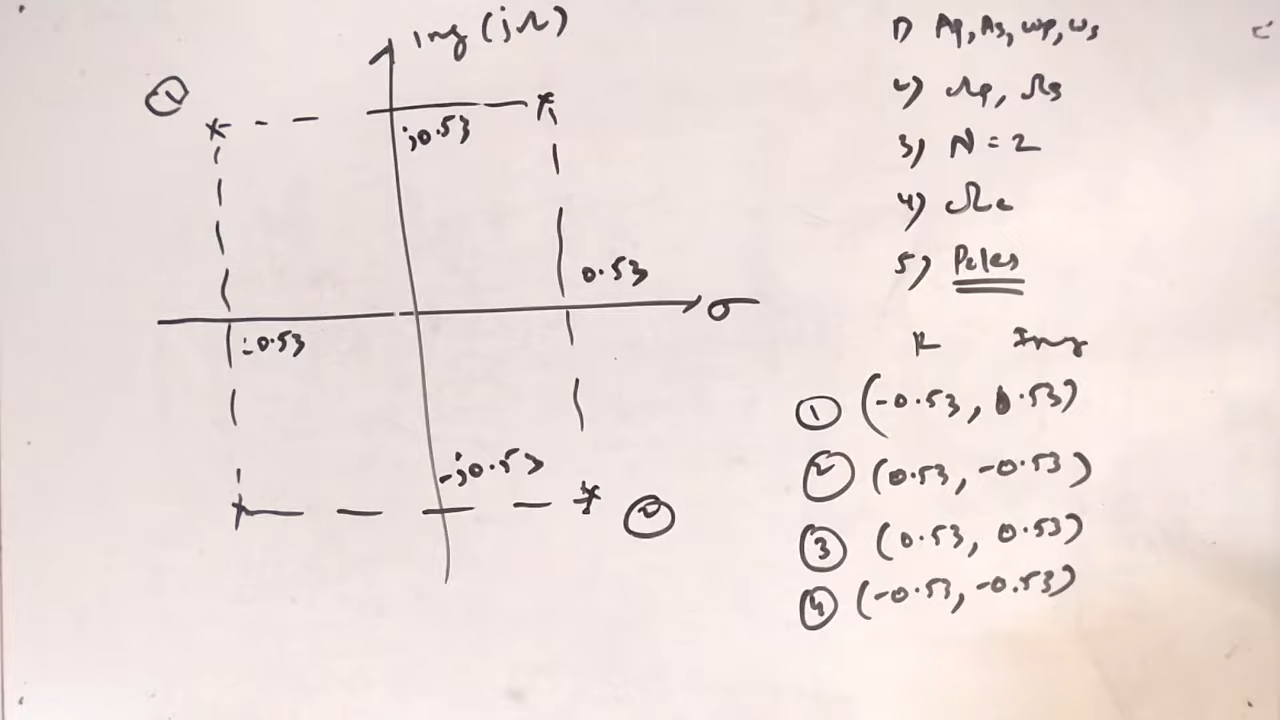 Img (jΩ)
①
j0.53
0.53
σ
-0.53
-j0.53
②
1) Ap, As, ωp, ωs
2) Ωp, Ωs
3) N = 2
4) Ωc
5) Poles
R Img
① (-0.53, 0.53)
② (0.53, -0.53)
③ (0.53, 0.53)
④ (-0.53, -0.53)